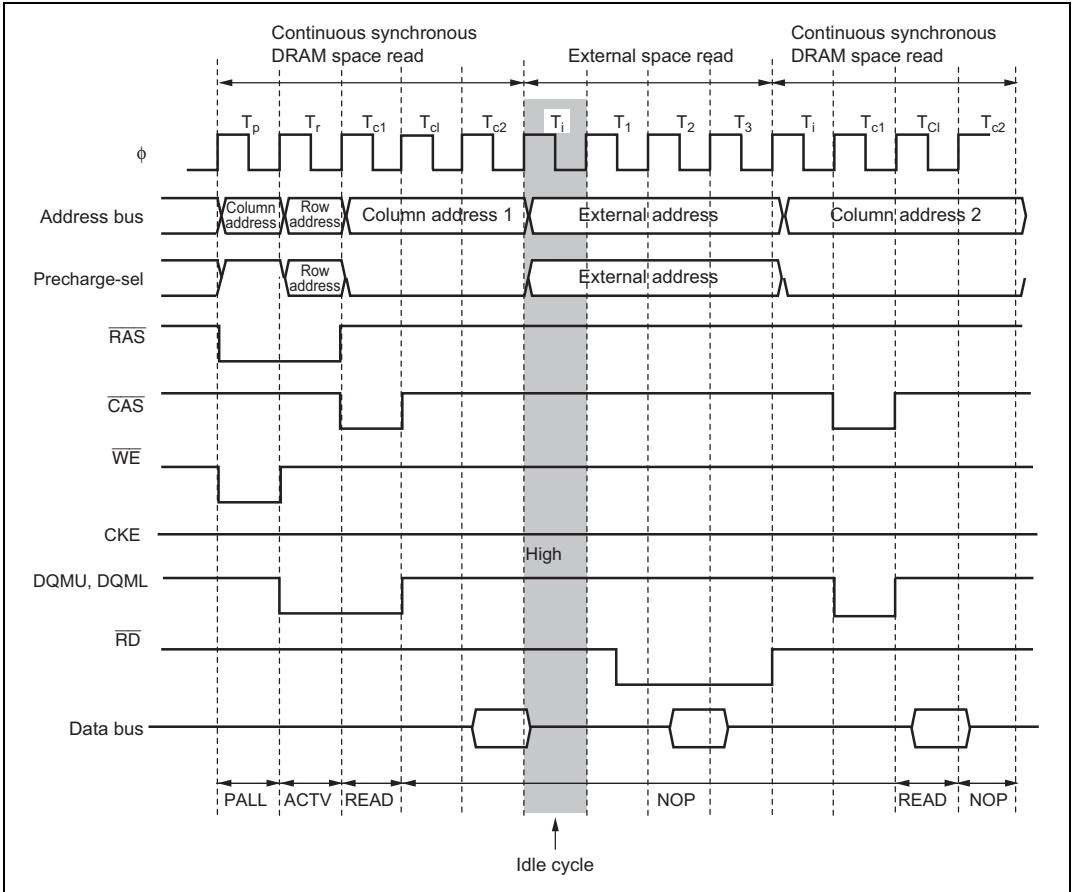 Continuous synchronous
DRAM space read
External space read
Continuous synchronous
DRAM space read
Tp Tr Tc1 Tcl Tc2 Ti T1 T2 T3 Ti Tc1 TCl Tc2
ϕ
Address bus
Column
address
Row
address
Column address 1
External address
Column address 2
Precharge-sel
Row
address
External address
RAS
CAS
WE
CKE
High
DQMU, DQML
RD
Data bus
PALL ACTV READ NOP READ NOP
Idle cycle